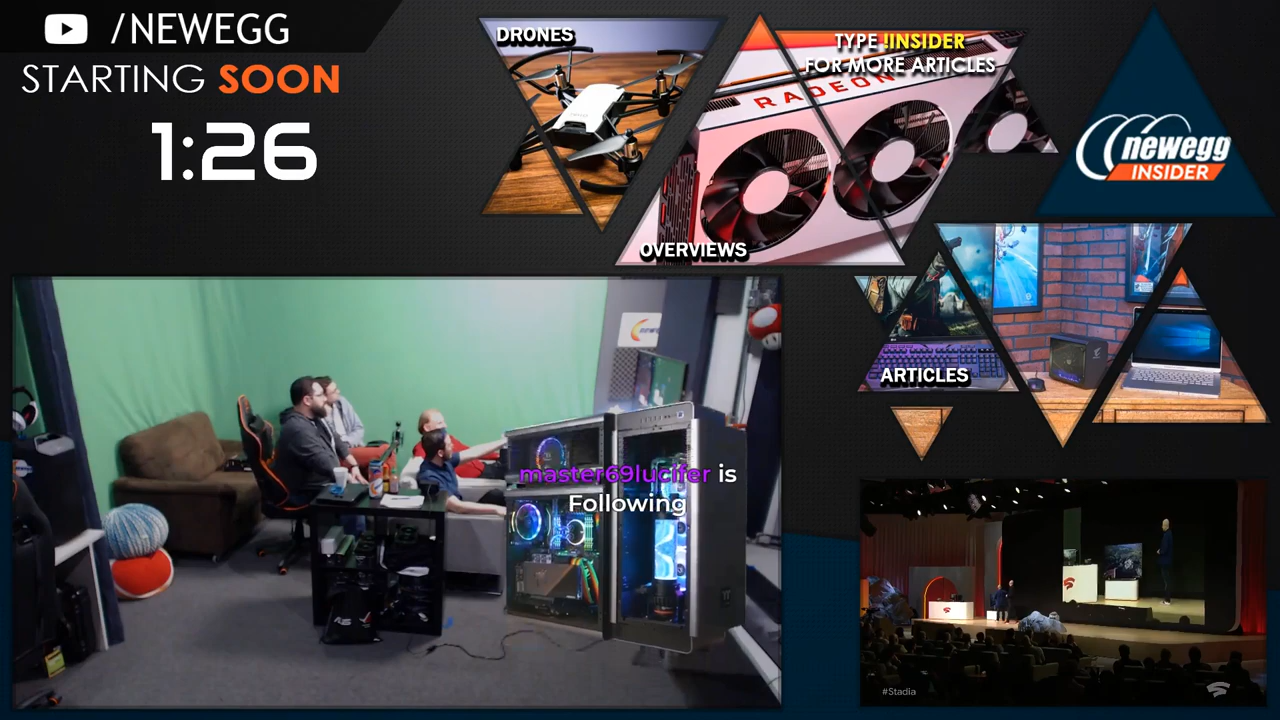 /NEWEGG
STARTING SOON
1:26
DRONES
TYPE !INSIDER
FOR MORE ARTICLES
RADEON
newegg
INSIDER
OVERVIEWS
ARTICLES
newegg
master69lucifer is
Following
#Stadia